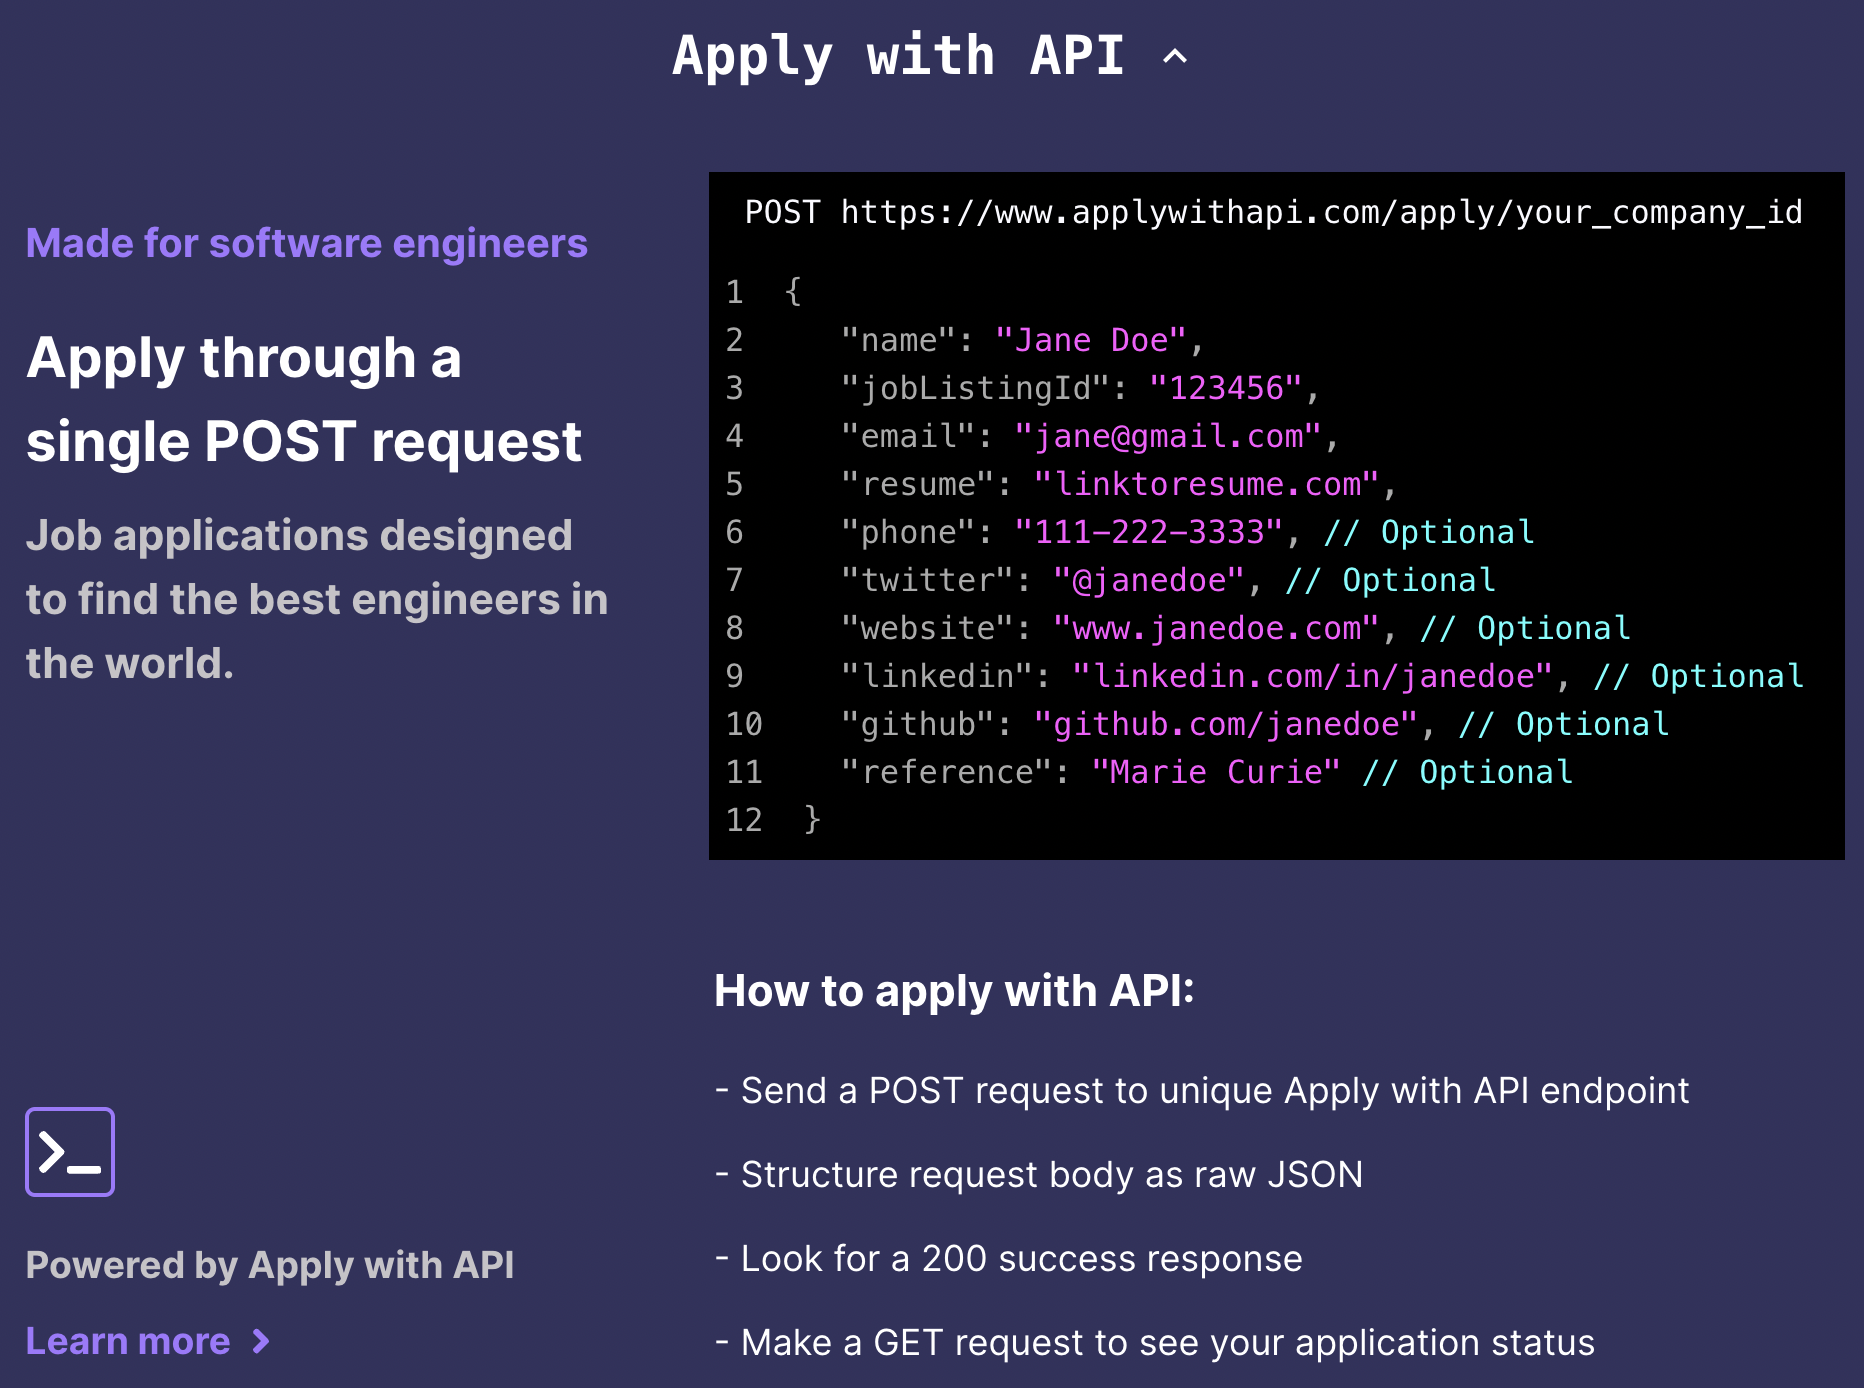 Apply with API
Made for software engineers
Apply through a
single POST request
Job applications designed
to find the best engineers in
the world.
POST https://www.applywithapi.com/apply/your_company_id
1 {
2 "name": "Jane Doe",
3 "jobListingId": "123456",
4 "email": "jane@gmail.com",
5 "resume": "linktoresume.com",
6 "phone": "111-222-3333", // Optional
7 "twitter": "@janedoe", // Optional
8 "website": "www.janedoe.com", // Optional
9 "linkedin": "linkedin.com/in/janedoe", // Optional
10 "github": "github.com/janedoe", // Optional
11 "reference": "Marie Curie" // Optional
12 }
How to apply with API:
- Send a POST request to unique Apply with API endpoint
- Structure request body as raw JSON
- Look for a 200 success response
- Make a GET request to see your application status
>_
Powered by Apply with API
Learn more >